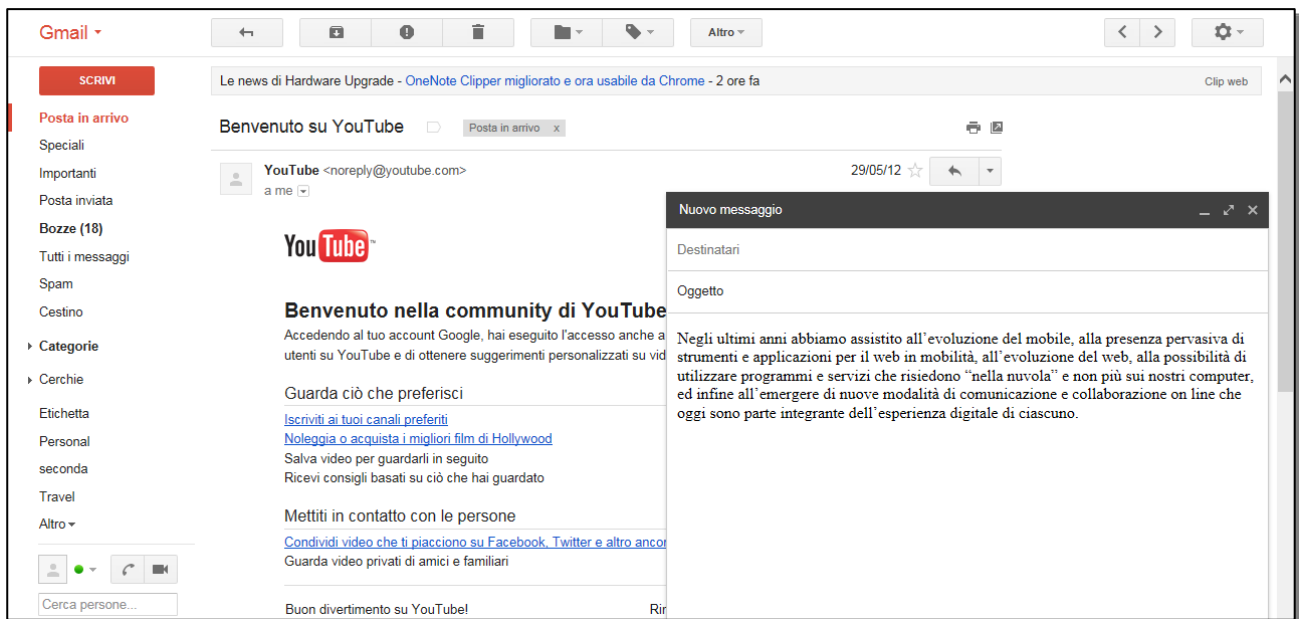 Gmail
Altro
SCRIVI
Le news di Hardware Upgrade - OneNote Clipper migliorato e ora usabile da Chrome - 2 ore fa
Clip web
Posta in arrivo
Speciali
Importanti
Posta inviata
Bozze (18)
Tutti i messaggi
Spam
Cestino
Categorie
Cerchie
Etichetta
Personal
seconda
Travel
Altro
Cerca persone...
Benvenuto su YouTube
Posta in arrivo x
YouTube <noreply@youtube.com>
29/05/12
a me
YouTube
Benvenuto nella community di YouTube
Accedendo al tuo account Google, hai eseguito l'accesso anche a
utenti su YouTube e di ottenere suggerimenti personalizzati su vid
Guarda ciò che preferisci
Iscriviti ai tuoi canali preferiti
Noleggia o acquista i migliori film di Hollywood
Salva video per guardarli in seguito
Ricevi consigli basati su ciò che hai guardato
Mettiti in contatto con le persone
Condividi video che ti piacciono su Facebook, Twitter e altro ancor
Guarda video privati di amici e familiari
Buon divertimento su YouTube!
Rir
Nuovo messaggio
Destinatari
Oggetto
Negli ultimi anni abbiamo assistito all'evoluzione del mobile, alla presenza pervasiva di
strumenti e applicazioni per il web in mobilità, all'evoluzione del web, alla possibilità di
utilizzare programmi e servizi che risiedono “nella nuvola” e non più sui nostri computer,
ed infine all'emergere di nuove modalità di comunicazione e collaborazione on line che
oggi sono parte integrante dell'esperienza digitale di ciascuno.